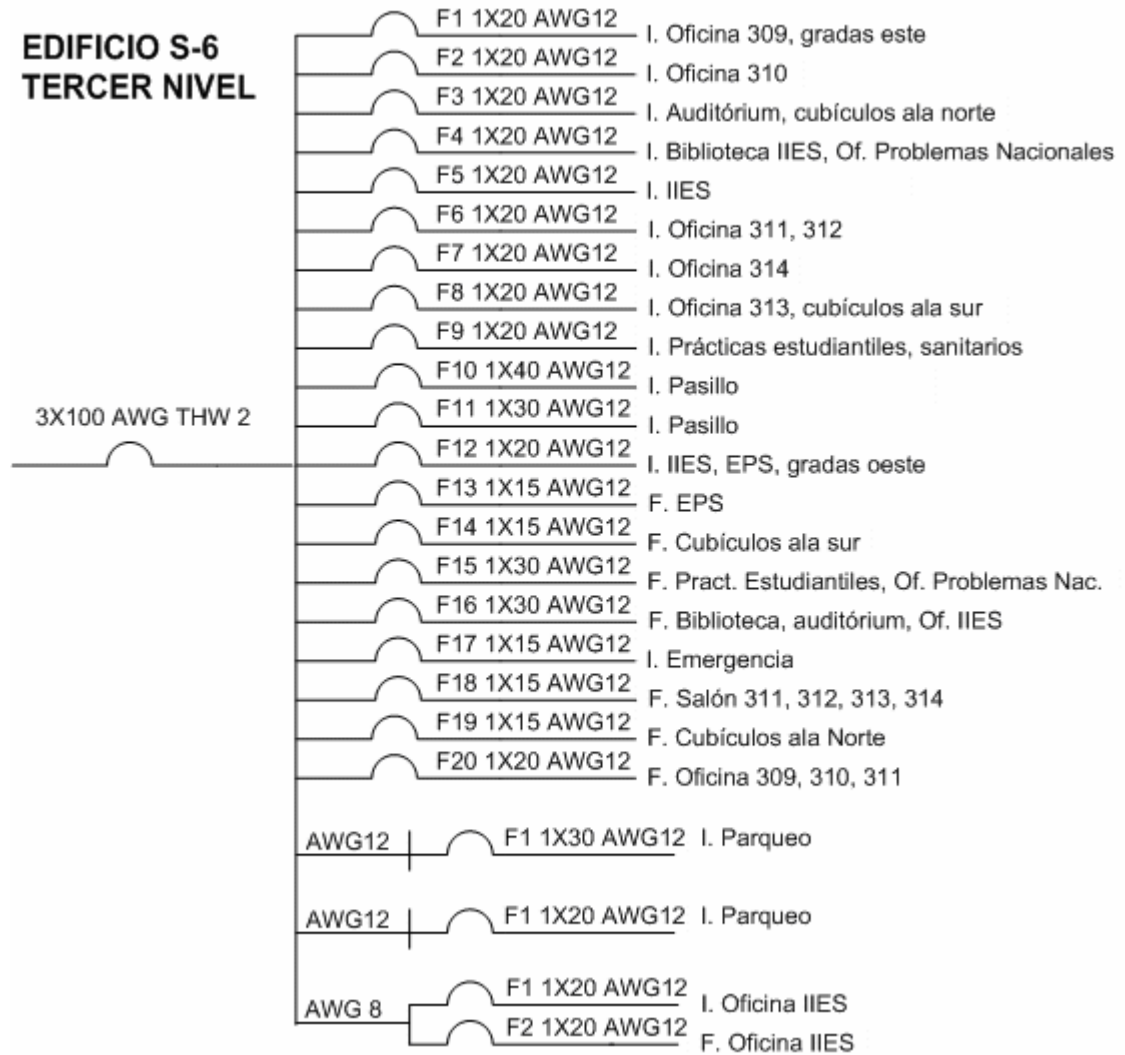 EDIFICIO S-6
TERCER NIVEL
3X100 AWG THW 2
F1 1X20 AWG12 I. Oficina 309, gradas este
F2 1X20 AWG12 I. Oficina 310
F3 1X20 AWG12 I. Auditórium, cubículos ala norte
F4 1X20 AWG12 I. Biblioteca IIES, Of. Problemas Nacionales
F5 1X20 AWG12 I. IIES
F6 1X20 AWG12 I. Oficina 311, 312
F7 1X20 AWG12 I. Oficina 314
F8 1X20 AWG12 I. Oficina 313, cubículos ala sur
F9 1X20 AWG12 I. Prácticas estudiantiles, sanitarios
F10 1X40 AWG12 I. Pasillo
F11 1X30 AWG12 I. Pasillo
F12 1X20 AWG12 I. IIES, EPS, gradas oeste
F13 1X15 AWG12 F. EPS
F14 1X15 AWG12 F. Cubículos ala sur
F15 1X30 AWG12 F. Pract. Estudiantiles, Of. Problemas Nac.
F16 1X30 AWG12 F. Biblioteca, auditórium, Of. IIES
F17 1X15 AWG12 I. Emergencia
F18 1X15 AWG12 F. Salón 311, 312, 313, 314
F19 1X15 AWG12 F. Cubículos ala Norte
F20 1X20 AWG12 F. Oficina 309, 310, 311
AWG12 F1 1X30 AWG12 I. Parqueo
AWG12 F1 1X20 AWG12 I. Parqueo
AWG 8 F1 1X20 AWG12 I. Oficina IIES
F2 1X20 AWG12 F. Oficina IIES